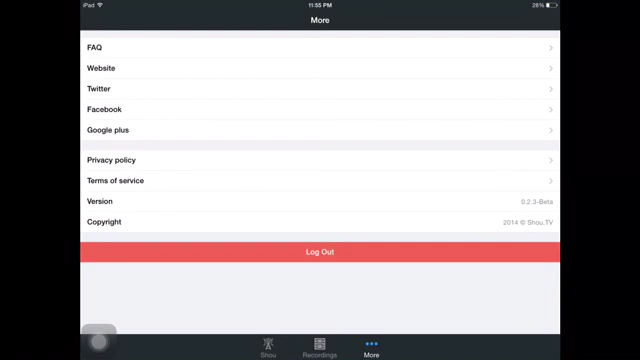 iPad 11:55 PM 28%
More
FAQ
Website
Twitter
Facebook
Google plus
Privacy policy
Terms of service
Version 0.2.3-Beta
Copyright 2014 © Shou.TV
Log Out
Shou Recordings More